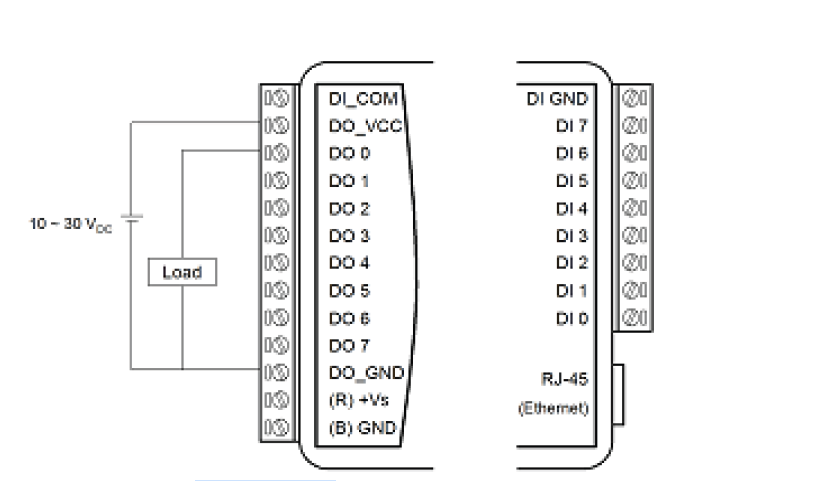 DI_COM
DO_VCC
DO 0
DO 1
DO 2
DO 3
DO 4
DO 5
DO 6
DO 7
DO_GND
(R) +Vs
(B) GND
10 ~ 30 VDC
Load
DI GND
DI 7
DI 6
DI 5
DI 4
DI 3
DI 2
DI 1
DI 0
RJ-45
(Ethernet)